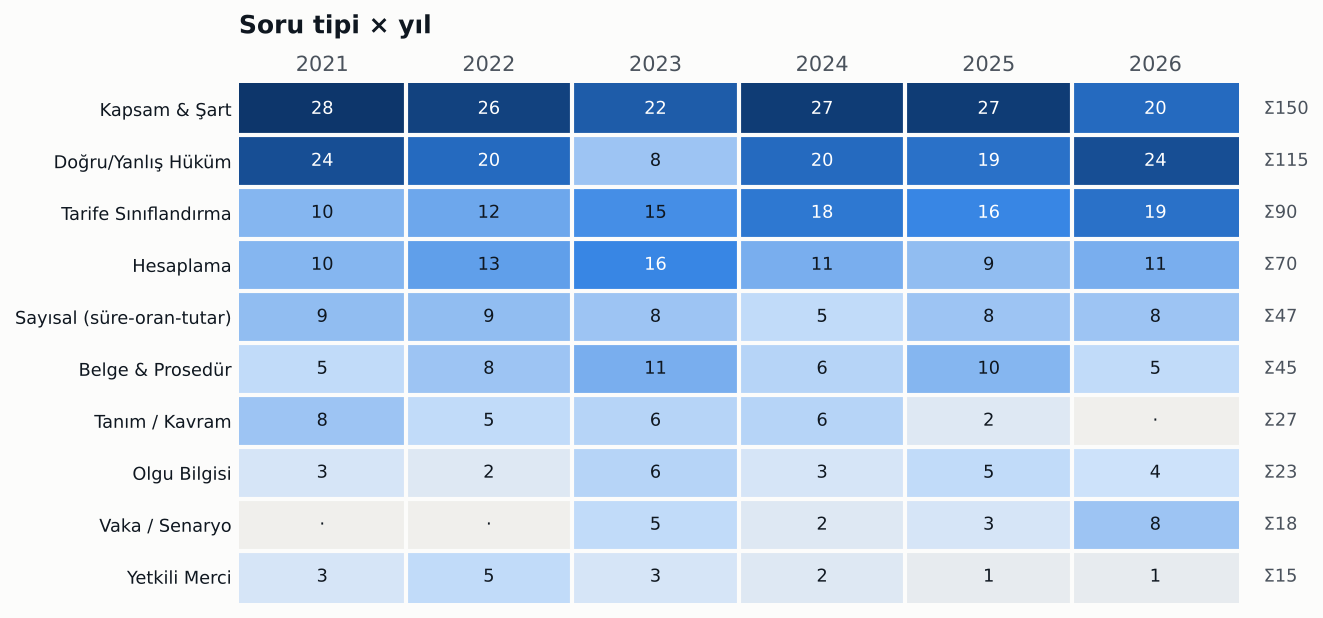 Soru tipi × yıl
2021 2022 2023 2024 2025 2026
Kapsam & Şart 28 26 22 27 27 20 Σ150
Doğru/Yanlış Hüküm 24 20 8 20 19 24 Σ115
Tarife Sınıflandırma 10 12 15 18 16 19 Σ90
Hesaplama 10 13 16 11 9 11 Σ70
Sayısal (süre-oran-tutar) 9 9 8 5 8 8 Σ47
Belge & Prosedür 5 8 11 6 10 5 Σ45
Tanım / Kavram 8 5 6 6 2 · Σ27
Olgu Bilgisi 3 2 6 3 5 4 Σ23
Vaka / Senaryo · · 5 2 3 8 Σ18
Yetkili Merci 3 5 3 2 1 1 Σ15